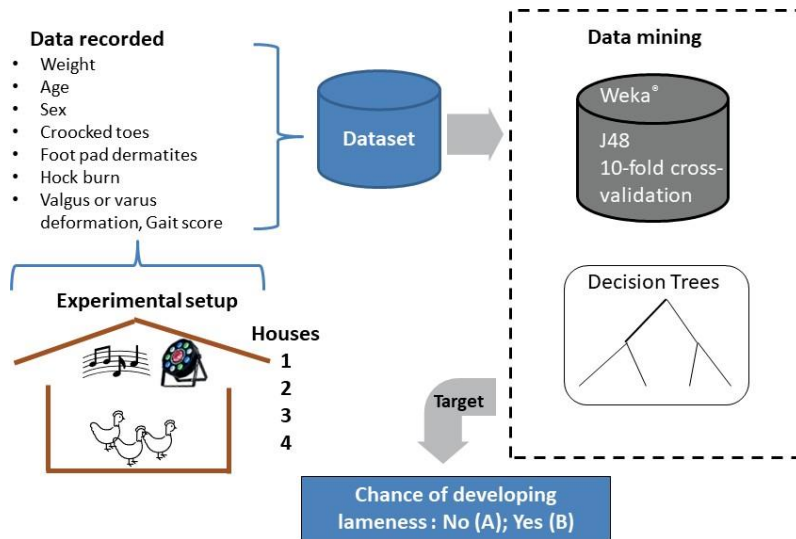 Data recorded
• Weight
• Age
• Sex
• Croocked toes
• Foot pad dermatites
• Hock burn
• Valgus or varus
deformation, Gait score
Dataset
Data mining
Weka®
J48
10-fold cross-
validation
Decision Trees
Experimental setup
Houses
1
2
3
4
Target
Chance of developing
lameness : No (A); Yes (B)